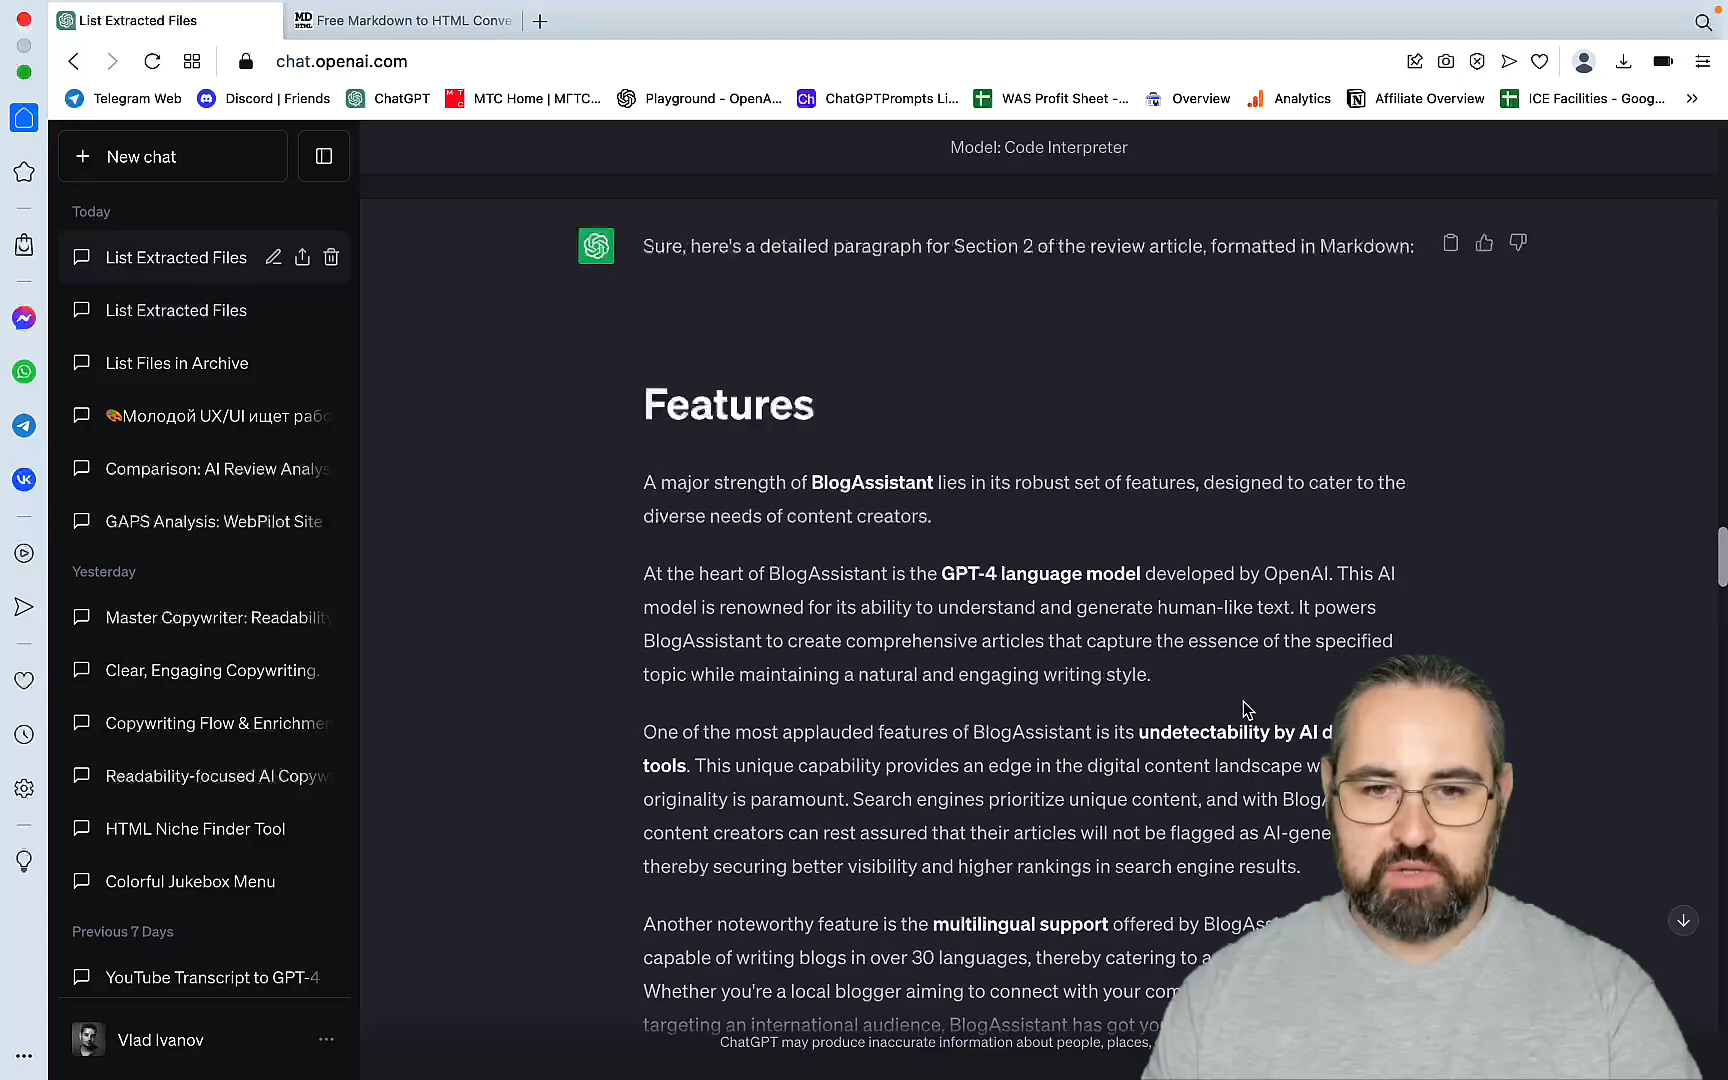 List Extracted Files
MD HTML Free Markdown to HTML Conve
chat.openai.com
Telegram Web
Discord | Friends
ChatGPT
МТС Home | МГТС...
Playground - OpenA...
Ch ChatGPTPrompts Li...
WAS Profit Sheet -...
Overview
Analytics
Affiliate Overview
ICE Facilities - Goog...
New chat
Model: Code Interpreter
Today
List Extracted Files
List Extracted Files
List Files in Archive
🎨Молодой UX/UI ищет рабо
Comparison: AI Review Analys
GAPS Analysis: WebPilot Site
Yesterday
Master Copywriter: Readability
Clear, Engaging Copywriting.
Copywriting Flow & Enrichmen
Readability-focused AI Copyw
HTML Niche Finder Tool
Colorful Jukebox Menu
Previous 7 Days
YouTube Transcript to GPT-4
Vlad Ivanov
Sure, here's a detailed paragraph for Section 2 of the review article, formatted in Markdown:
Features
A major strength of BlogAssistant lies in its robust set of features, designed to cater to the
diverse needs of content creators.
At the heart of BlogAssistant is the GPT-4 language model developed by OpenAI. This AI
model is renowned for its ability to understand and generate human-like text. It powers
BlogAssistant to create comprehensive articles that capture the essence of the specified
topic while maintaining a natural and engaging writing style.
One of the most applauded features of BlogAssistant is its undetectability by AI d
tools. This unique capability provides an edge in the digital content landscape w
originality is paramount. Search engines prioritize unique content, and with BlogA
content creators can rest assured that their articles will not be flagged as AI-gene
thereby securing better visibility and higher rankings in search engine results.
Another noteworthy feature is the multilingual support offered by BlogAss
capable of writing blogs in over 30 languages, thereby catering to a
Whether you're a local blogger aiming to connect with your com
targeting an international audience, BlogAssistant has got yo
ChatGPT may produce inaccurate information about people, places,